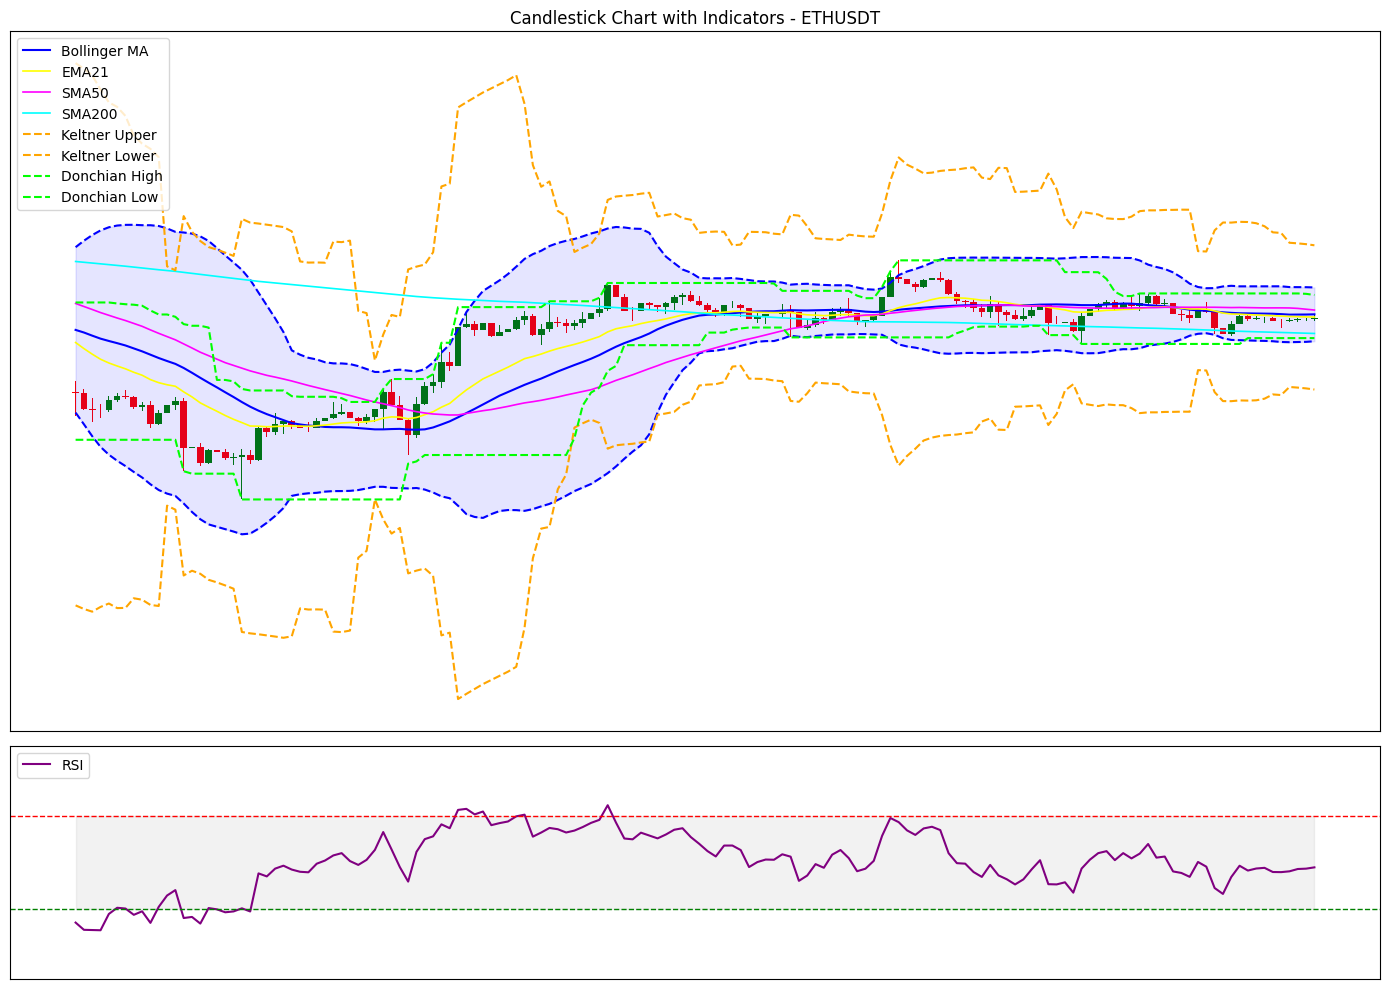 Candlestick Chart with Indicators - ETHUSDT
Bollinger MA
EMA21
SMA50
SMA200
Keltner Upper
Keltner Lower
Donchian High
Donchian Low
RSI